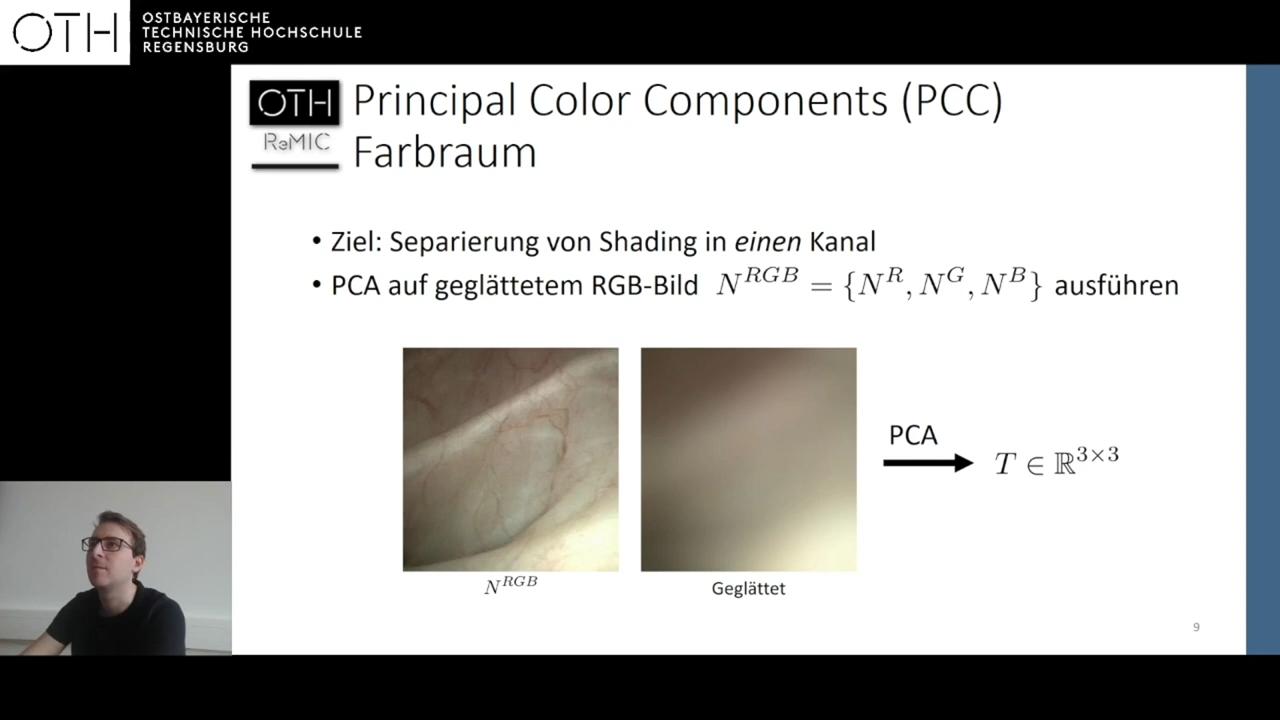 OTH
OSTBAYERISCHE
TECHNISCHE HOCHSCHULE
REGENSBURG
OTH
ReMIC
Principal Color Components (PCC)
Farbraum
• Ziel: Separierung von Shading in einen Kanal
• PCA auf geglättetem RGB-Bild N^{RGB} = {N^R, N^G, N^B} ausführen
PCA
T ∈ ℝ^{3×3}
N^{RGB}
Geglättet
9